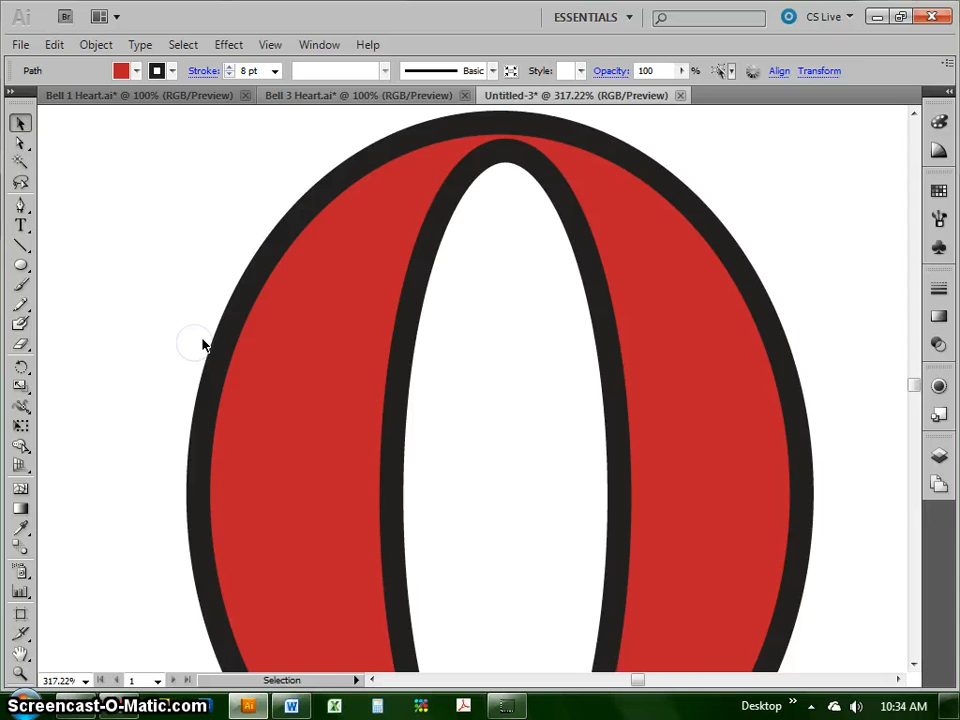 Ai Br ESSENTIALS CS Live
File Edit Object Type Select Effect View Window Help
Path Stroke: 8 pt Basic Style: Opacity: 100 % Align Transform
Bell 1 Heart.ai* @ 100% (RGB/Preview) Bell 3 Heart.ai* @ 100% (RGB/Preview) Untitled-3* @ 317.22% (RGB/Preview)
T
317.22% 1 Selection
Screencast-O-Matic.com Ai W Desktop » 10:34 AM